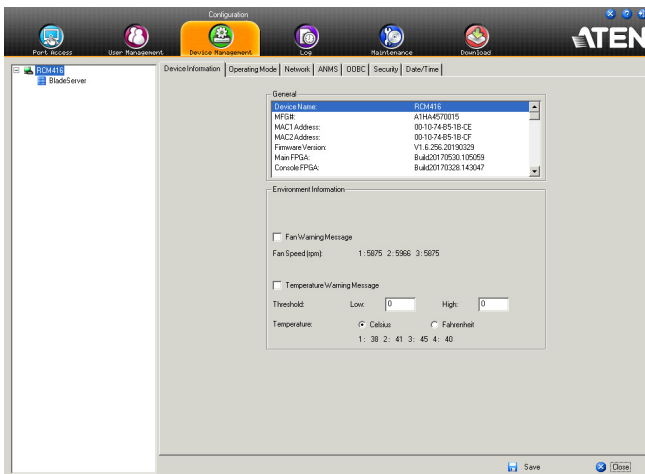 Configuration
ATEN
Port Access User Management Device Management Log Maintenance Download
RCM416
BladeServer
Device Information Operating Mode Network ANMS OOBC Security Date/Time
General
Device Name: RCM416
MFG#: A1HA4570015
MAC1 Address: 00-10-74-B5-1B-CE
MAC2 Address: 00-10-74-B5-1B-CF
Firmware Version: V1.6.256.20190329
Main FPGA: Build20170530.105059
Console FPGA: Build20170328.143047
Environment Information
Fan Warning Message
Fan Speed (rpm): 1:5875 2:5966 3:5875
Temperature Warning Message
Threshold: Low: 0 High: 0
Temperature: Celsius Fahrenheit
1: 38 2: 41 3: 45 4: 40
Save Close